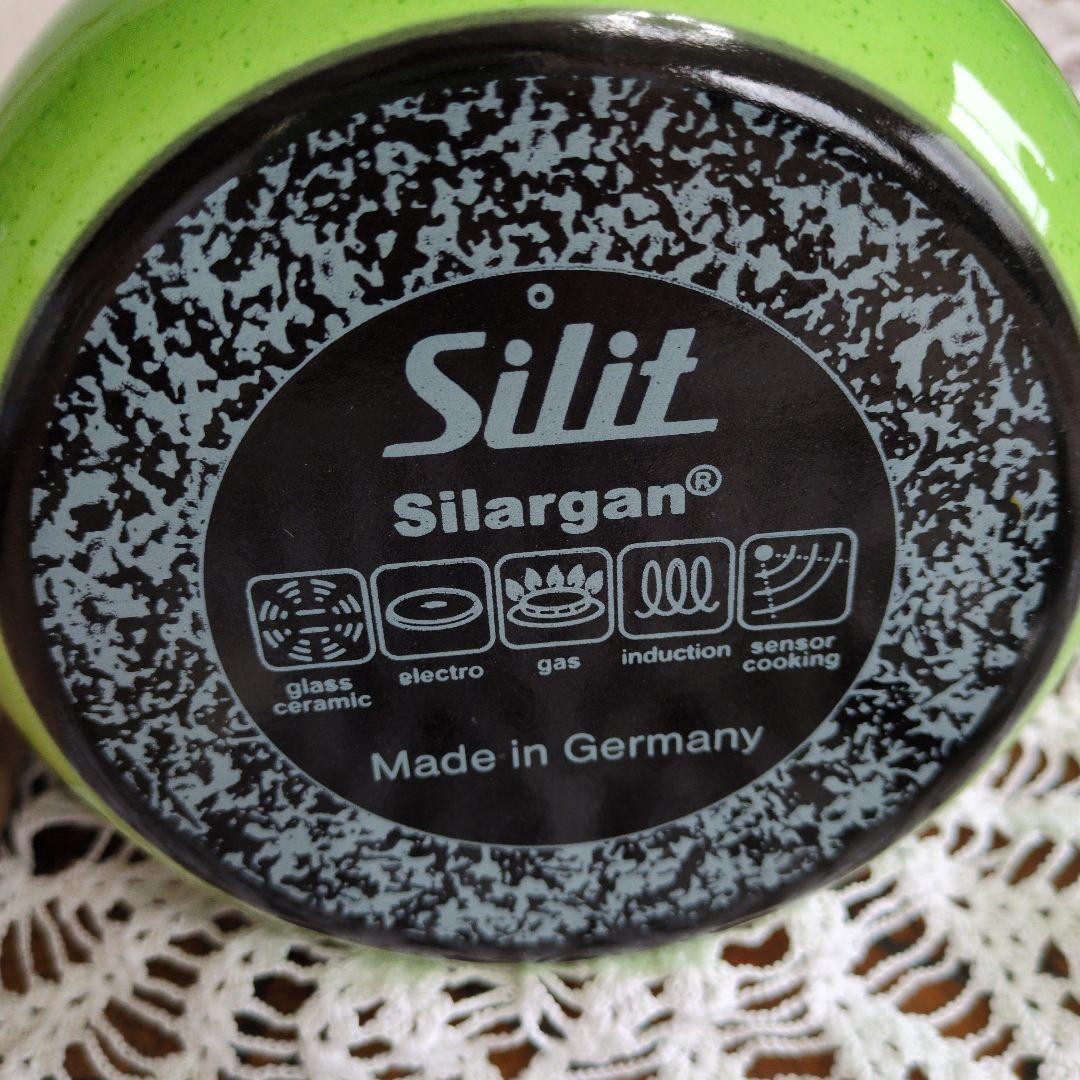 Silit
Silargan®
glass ceramic
electro
gas
induction
sensor cooking
Made in Germany